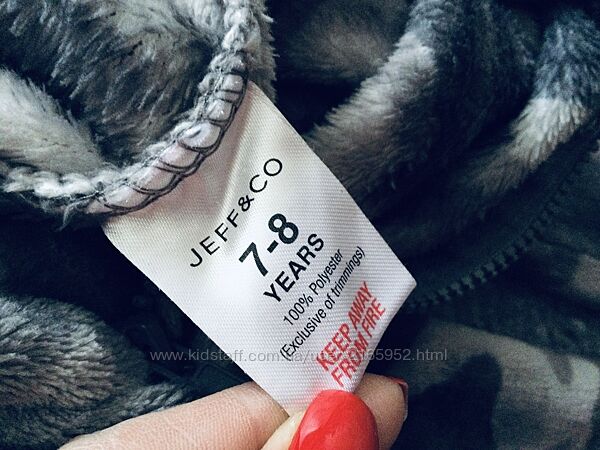 JEFF&CO
7-8
YEARS
100% Polyester
(Exclusive of trimmings)
KEEP AWAY
FROM FIRE